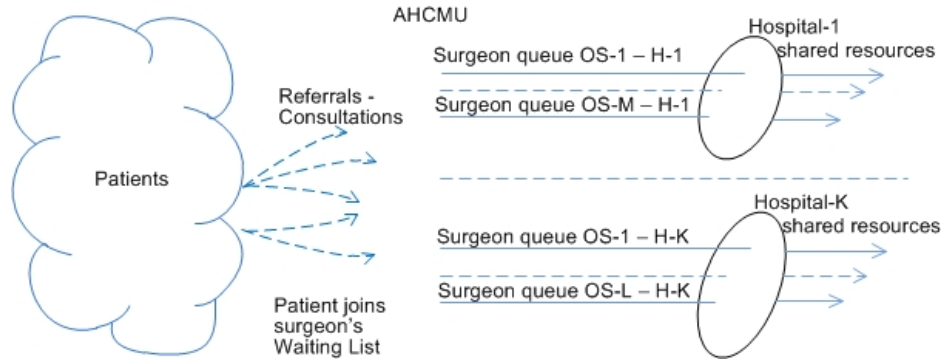 AHCMU
Hospital-1
shared resources
Surgeon queue OS-1 – H-1
Surgeon queue OS-M – H-1
Referrals -
Consultations
Patients
Hospital-K
shared resources
Surgeon queue OS-1 – H-K
Surgeon queue OS-L – H-K
Patient joins
surgeon's
Waiting List